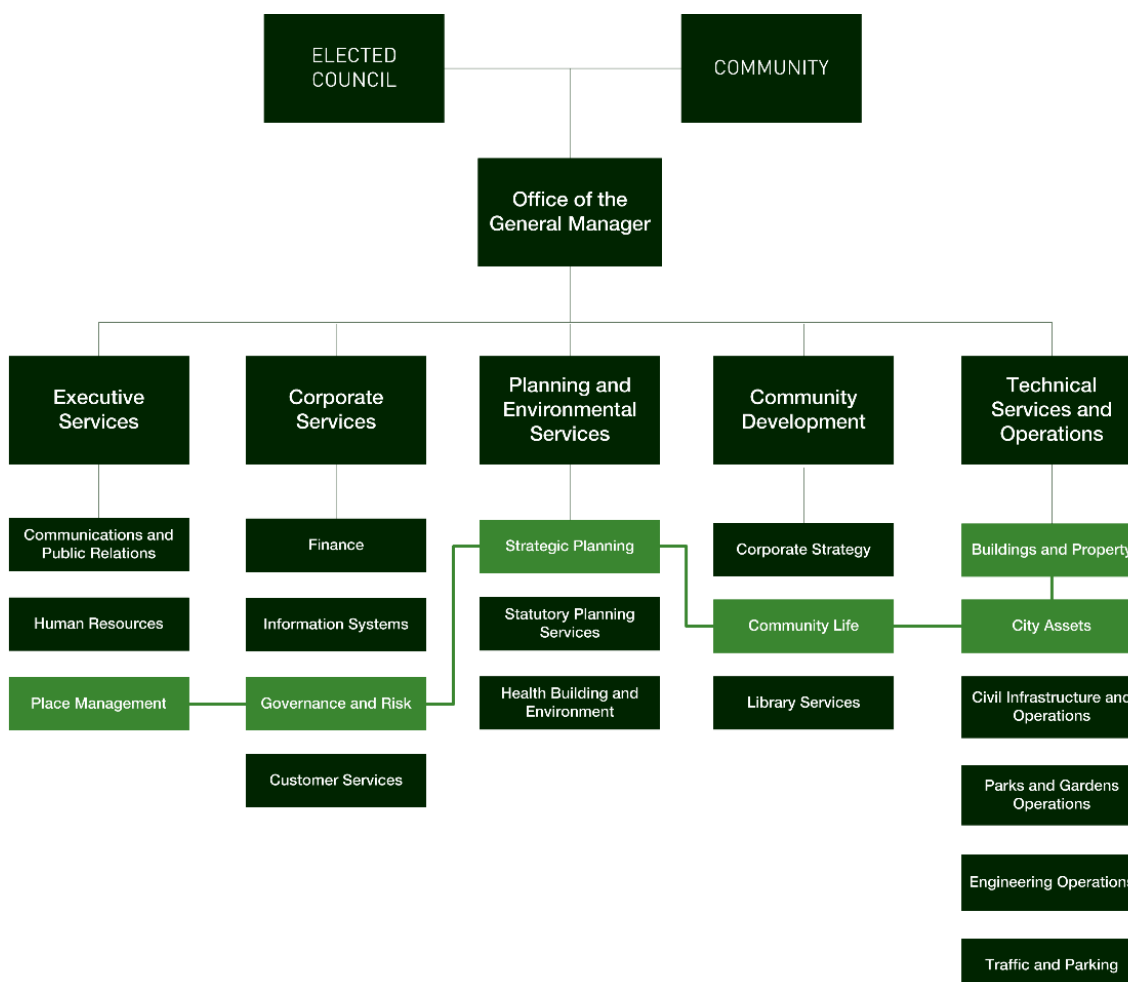 ELECTED
COUNCIL
COMMUNITY
Office of the
General Manager
Executive
Services
Corporate
Services
Planning and
Environmental
Services
Community
Development
Technical
Services and
Operations
Communications and
Public Relations
Human Resources
Place Management
Finance
Information Systems
Governance and Risk
Customer Services
Strategic Planning
Statutory Planning
Services
Health Building and
Environment
Corporate Strategy
Community Life
Library Services
Buildings and Property
City Assets
Civil Infrastructure and
Operations
Parks and Gardens
Operations
Engineering Operations
Traffic and Parking